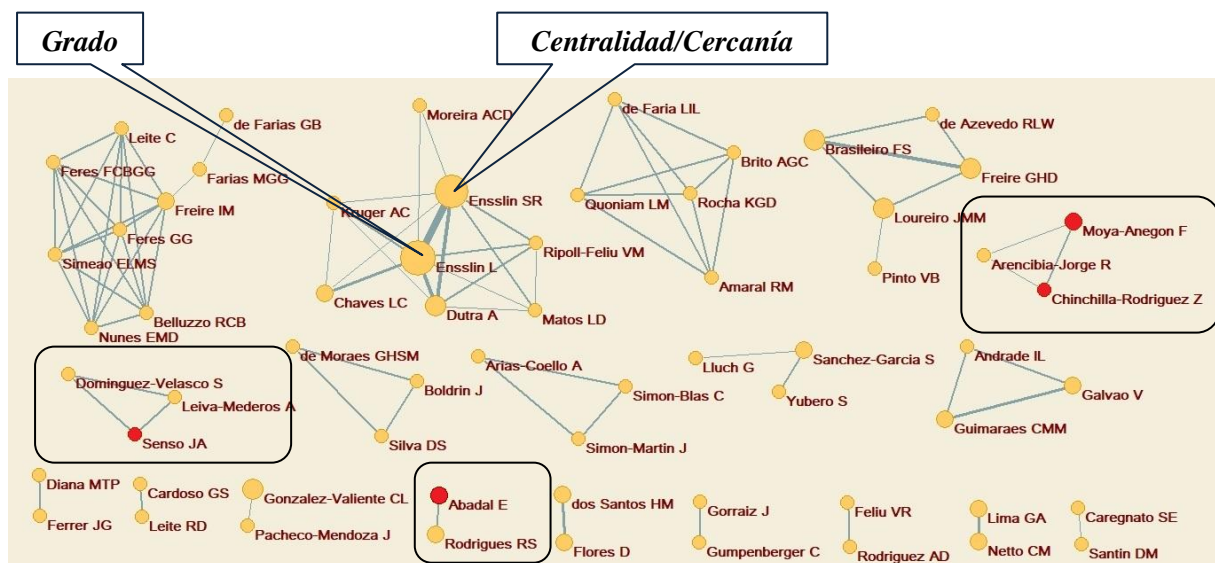 Grado
Centralidad/Cercanía
de Farias GB
Moreira ACD
de Faria LIL
de Azevedo RLW
Leite C
Brasileiro FS
Brito AGC
Feres FCBGG
Farias MGG
Freire GHD
Ensslin SR
Quoniam LM
Rocha KGD
Freire IM
Kruger AC
Loureiro JMM
Moya-Anegon F
Feres GG
Ripoll-Feliu VM
Simeao ELMS
Ensslin L
Arencibia-Jorge R
Pinto VB
Amaral RM
Chinchilla-Rodriguez Z
Chaves LC
Dutra A
Matos LD
Belluzzo RCB
Nunes EMD
de Moraes GHSM
Arias-Coello A
Lluch G
Sanchez-Garcia S
Andrade IL
Dominguez-Velasco S
Boldrin J
Simon-Blas C
Galvao V
Leiva-Mederos A
Yubero S
Guimaraes CMM
Senso JA
Silva DS
Simon-Martin J
Diana MTP
Cardoso GS
Gonzalez-Valiente CL
Abadal E
dos Santos HM
Gorraiz J
Feliu VR
Lima GA
Caregnato SE
Ferrer JG
Leite RD
Pacheco-Mendoza J
Rodrigues RS
Flores D
Gumpenberger C
Rodriguez AD
Netto CM
Santin DM